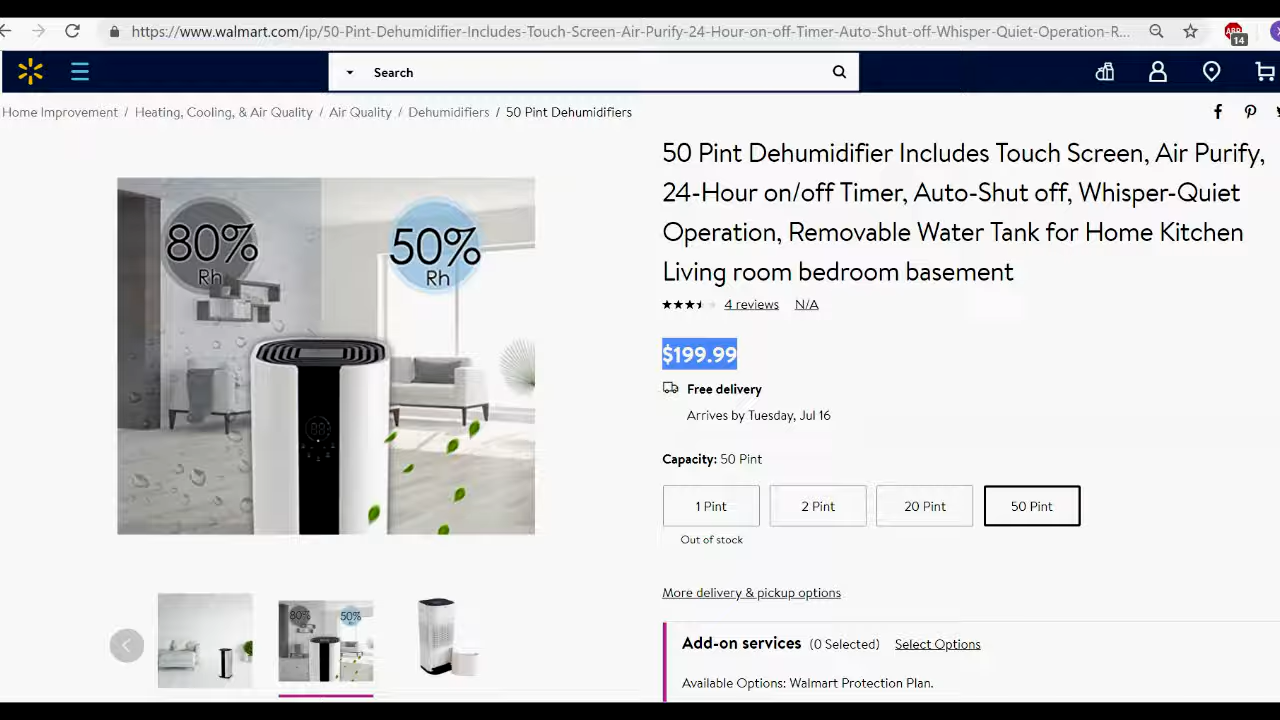 https://www.walmart.com/ip/50-Pint-Dehumidifier-Includes-Touch-Screen-Air-Purify-24-Hour-on-off-Timer-Auto-Shut-off-Whisper-Quiet-Operation-R...
ABP
14
Search
Home Improvement / Heating, Cooling, & Air Quality / Air Quality / Dehumidifiers / 50 Pint Dehumidifiers
50 Pint Dehumidifier Includes Touch Screen, Air Purify,
24-Hour on/off Timer, Auto-Shut off, Whisper-Quiet
Operation, Removable Water Tank for Home Kitchen
Living room bedroom basement
4 reviews N/A
$199.99
Free delivery
Arrives by Tuesday, Jul 16
Capacity: 50 Pint
1 Pint 2 Pint 20 Pint 50 Pint
Out of stock
More delivery & pickup options
Add-on services (0 Selected) Select Options
Available Options: Walmart Protection Plan.
80% 50%
Rh Rh
88
80% 50%